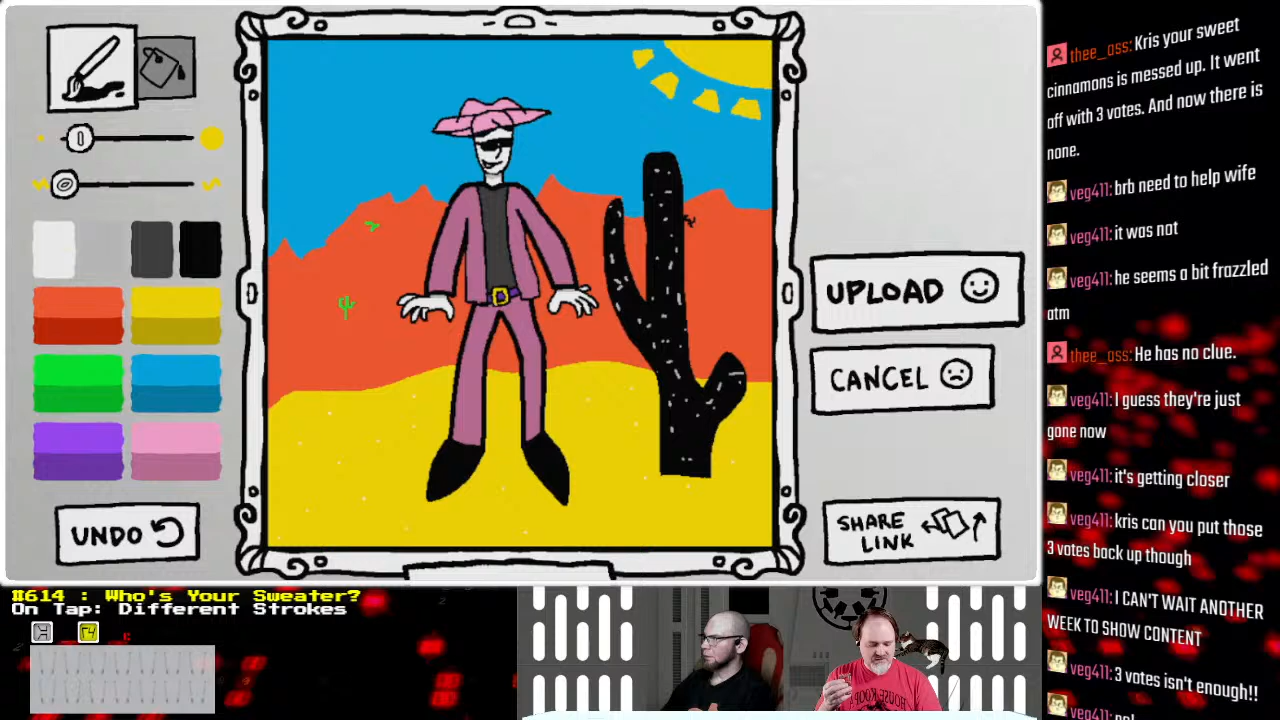 UPLOAD
CANCEL
SHARE
LINK
UNDO
#614 : Who's Your Sweater?
On Tap: Different Strokes
thee_ass: Kris your sweet
cinnamons is messed up. It went
off with 3 votes. And now there is
none.
veg411: brb need to help wife
veg411: it was not
veg411: he seems a bit frazzled
atm
thee_ass: He has no clue.
veg411: I guess they're just
gone now
veg411: it's getting closer
veg411: kris can you put those
3 votes back up though
veg411: I CAN'T WAIT ANOTHER
WEEK TO SHOW CONTENT
veg411: 3 votes isn't enough!!
veg411: